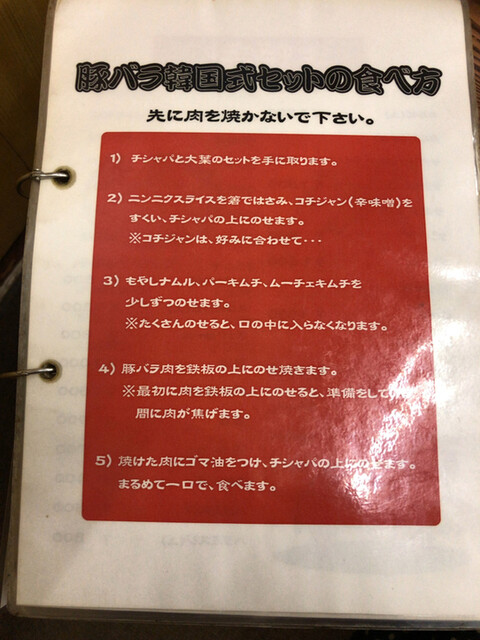 豚バラ韓国式セットの食べ方
先に肉を焼かないで下さい。
1) チシャパと大葉のセットを手に取ります。
2) ニンニクスライスを箸ではさみ、コチジャン(辛味噌)を
すくい、チシャパの上にのせます。
※コチジャンは、好みに合わせて・・・
3) もやしナムル、パーキムチ、ムーチェキムチを
少しずつのせます。
※たくさんのせると、口の中に入らなくなります。
4) 豚バラ肉を鉄板の上にのせ焼きます。
※最初に肉を鉄板の上にのせると、準備をして
間に肉が焦げます。
5) 焼けた肉にゴマ油をつけ、チシャパの上にのせます。
まるめて一口で、食べます。